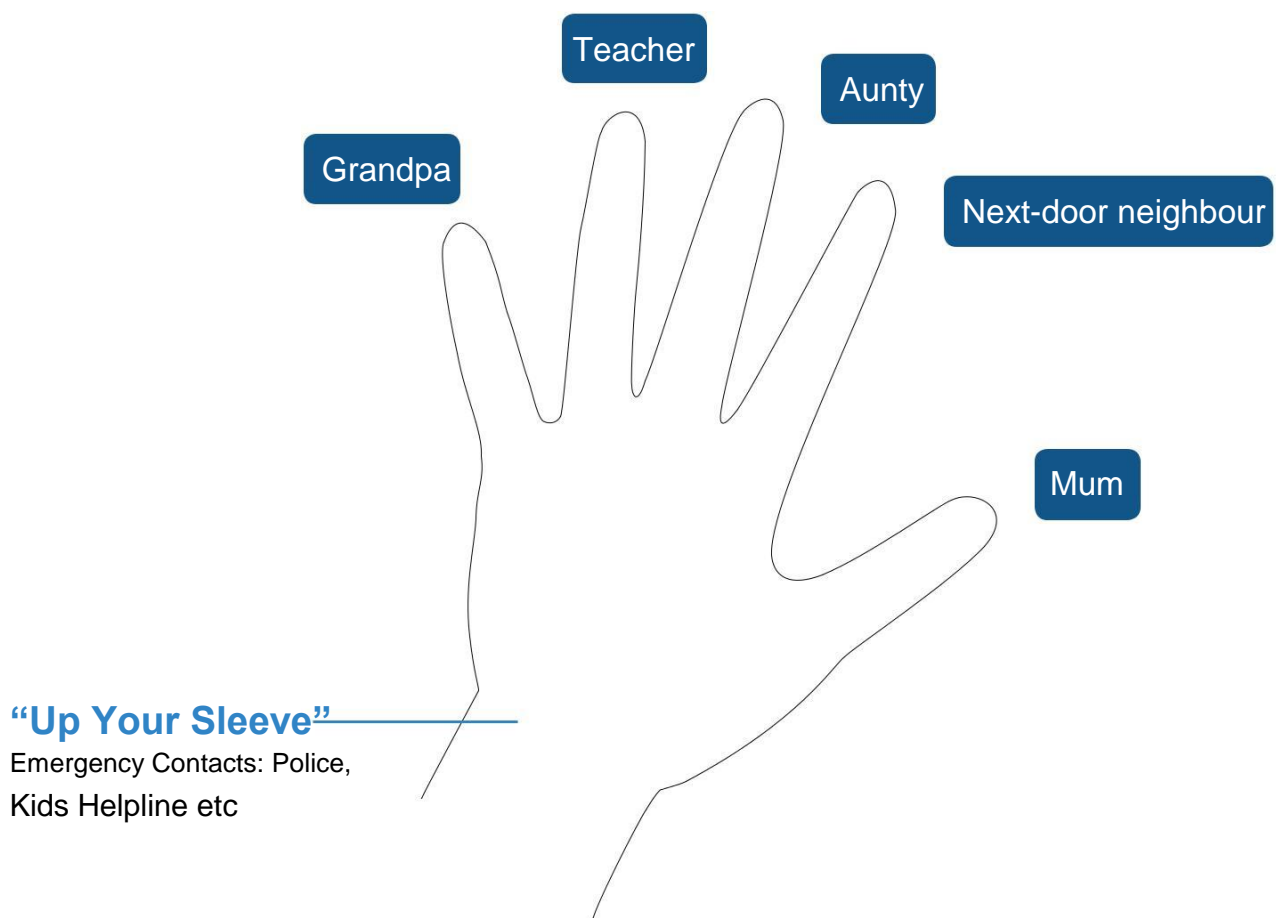 Teacher
Aunty
Grandpa
Next-door neighbour
Mum
“Up Your Sleeve”
Emergency Contacts: Police,
Kids Helpline etc